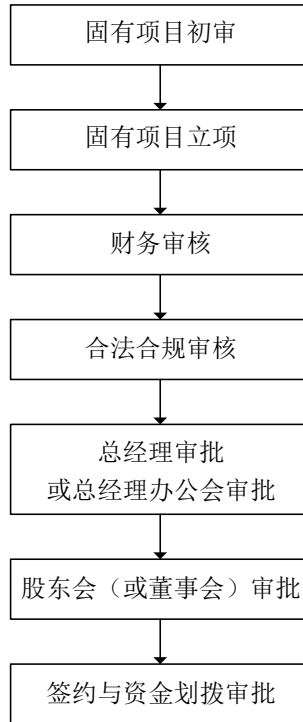 固有项目初审
固有项目立项
财务审核
合法合规审核
总经理审批
或总经理办公会审批
股东会（或董事会）审批
签约与资金划拨审批